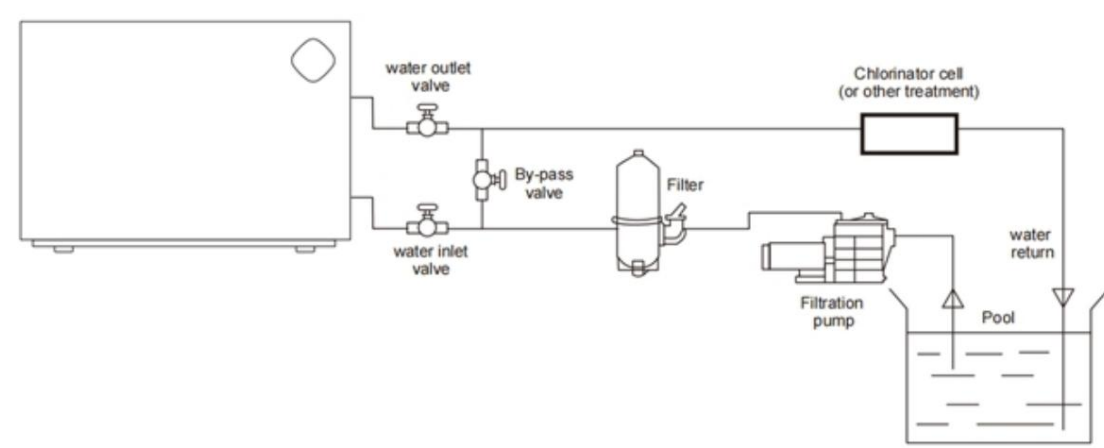 water outlet
valve
Chlorinator cell
(or other treatment)
By-pass
valve
Filter
water inlet
valve
water
return
Filtration
pump
Pool